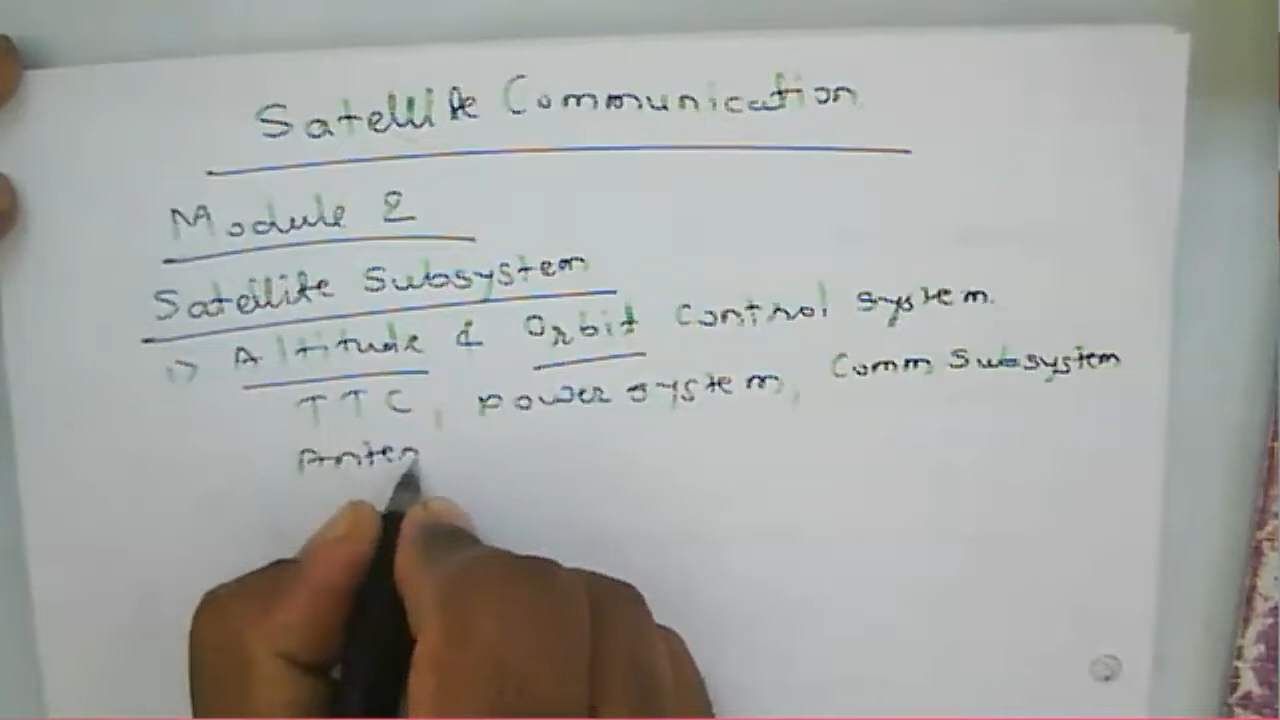 Satellite Communication
Module 2
Satellite Subsystem
1) Altitude & Orbit Control System.
TTC, power system, Comm Subsystem
Anten